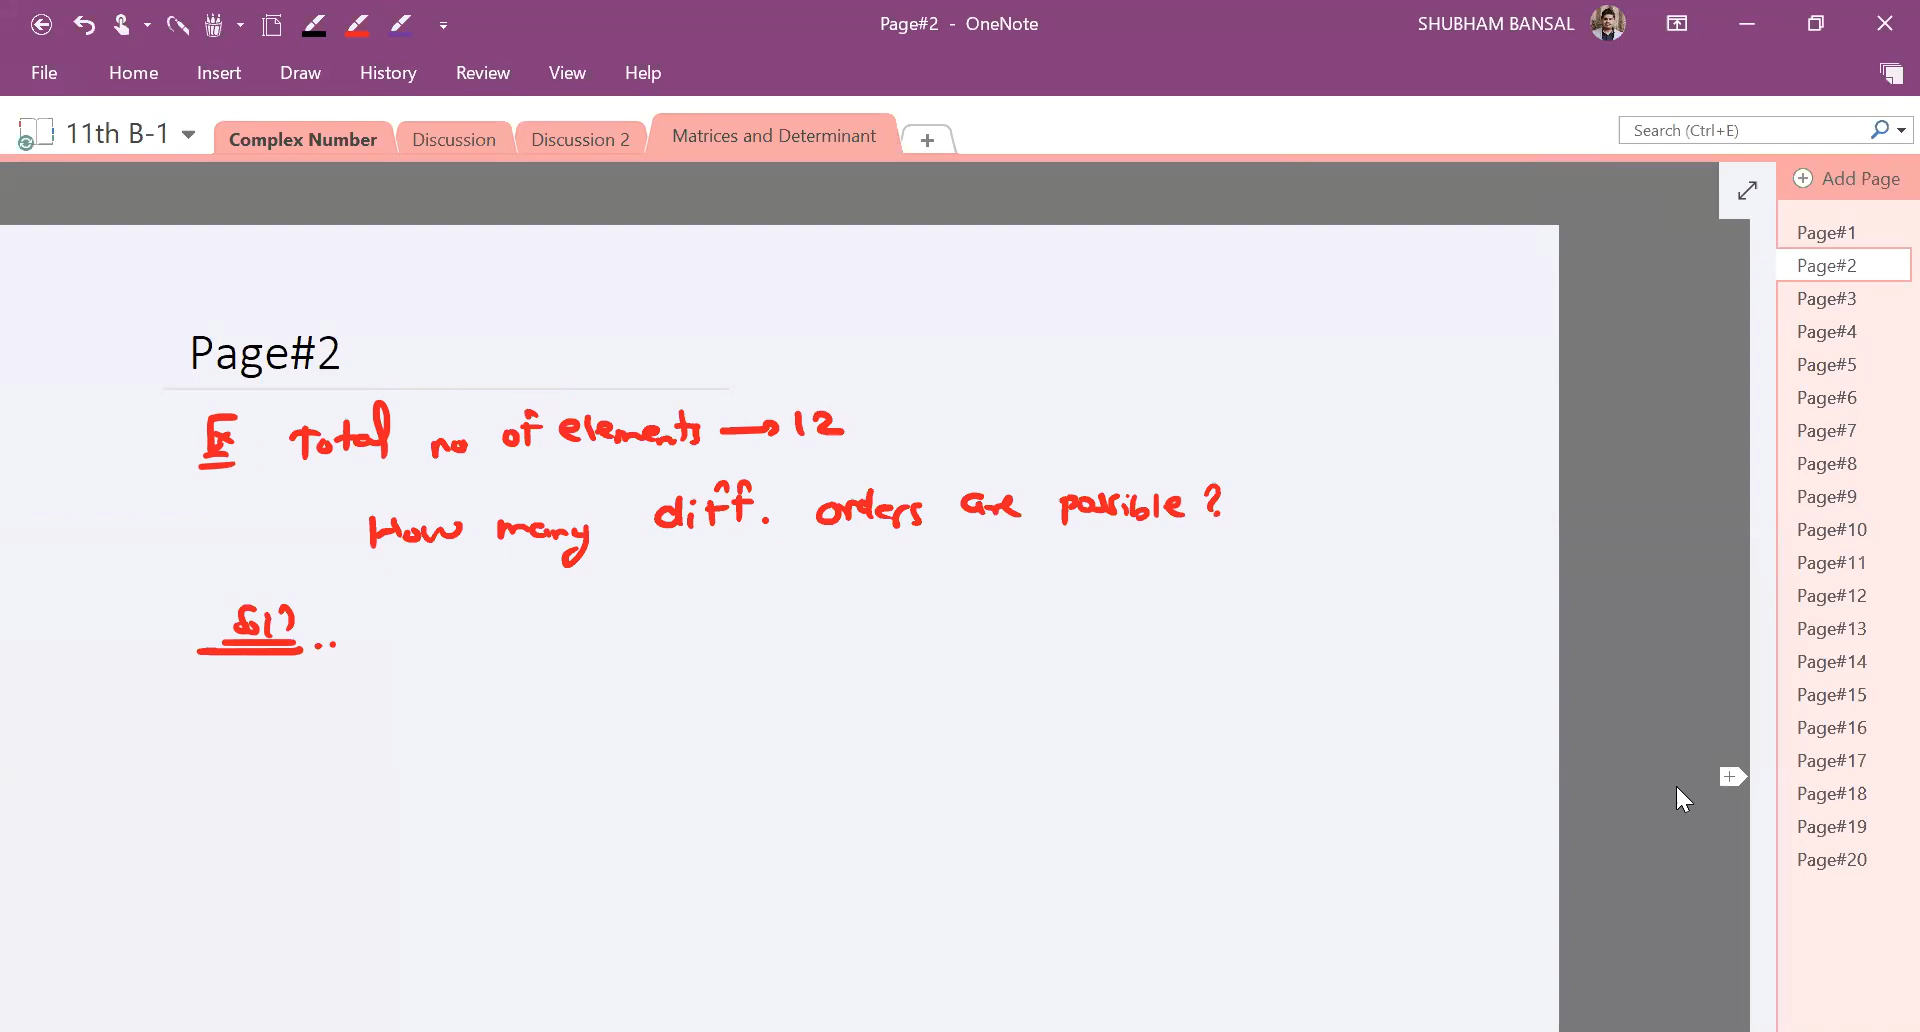 Page#2 - OneNote
SHUBHAM BANSAL
File Home Insert Draw History Review View Help
11th B-1
Complex Number
Discussion
Discussion 2
Matrices and Determinant
Search (Ctrl+E)
Add Page
Page#1
Page#2
Page#3
Page#4
Page#5
Page#6
Page#7
Page#8
Page#9
Page#10
Page#11
Page#12
Page#13
Page#14
Page#15
Page#16
Page#17
Page#18
Page#19
Page#20
Page#2
Ex Total no of elements → 12
How many diff. orders are possible?
Sol^n ..